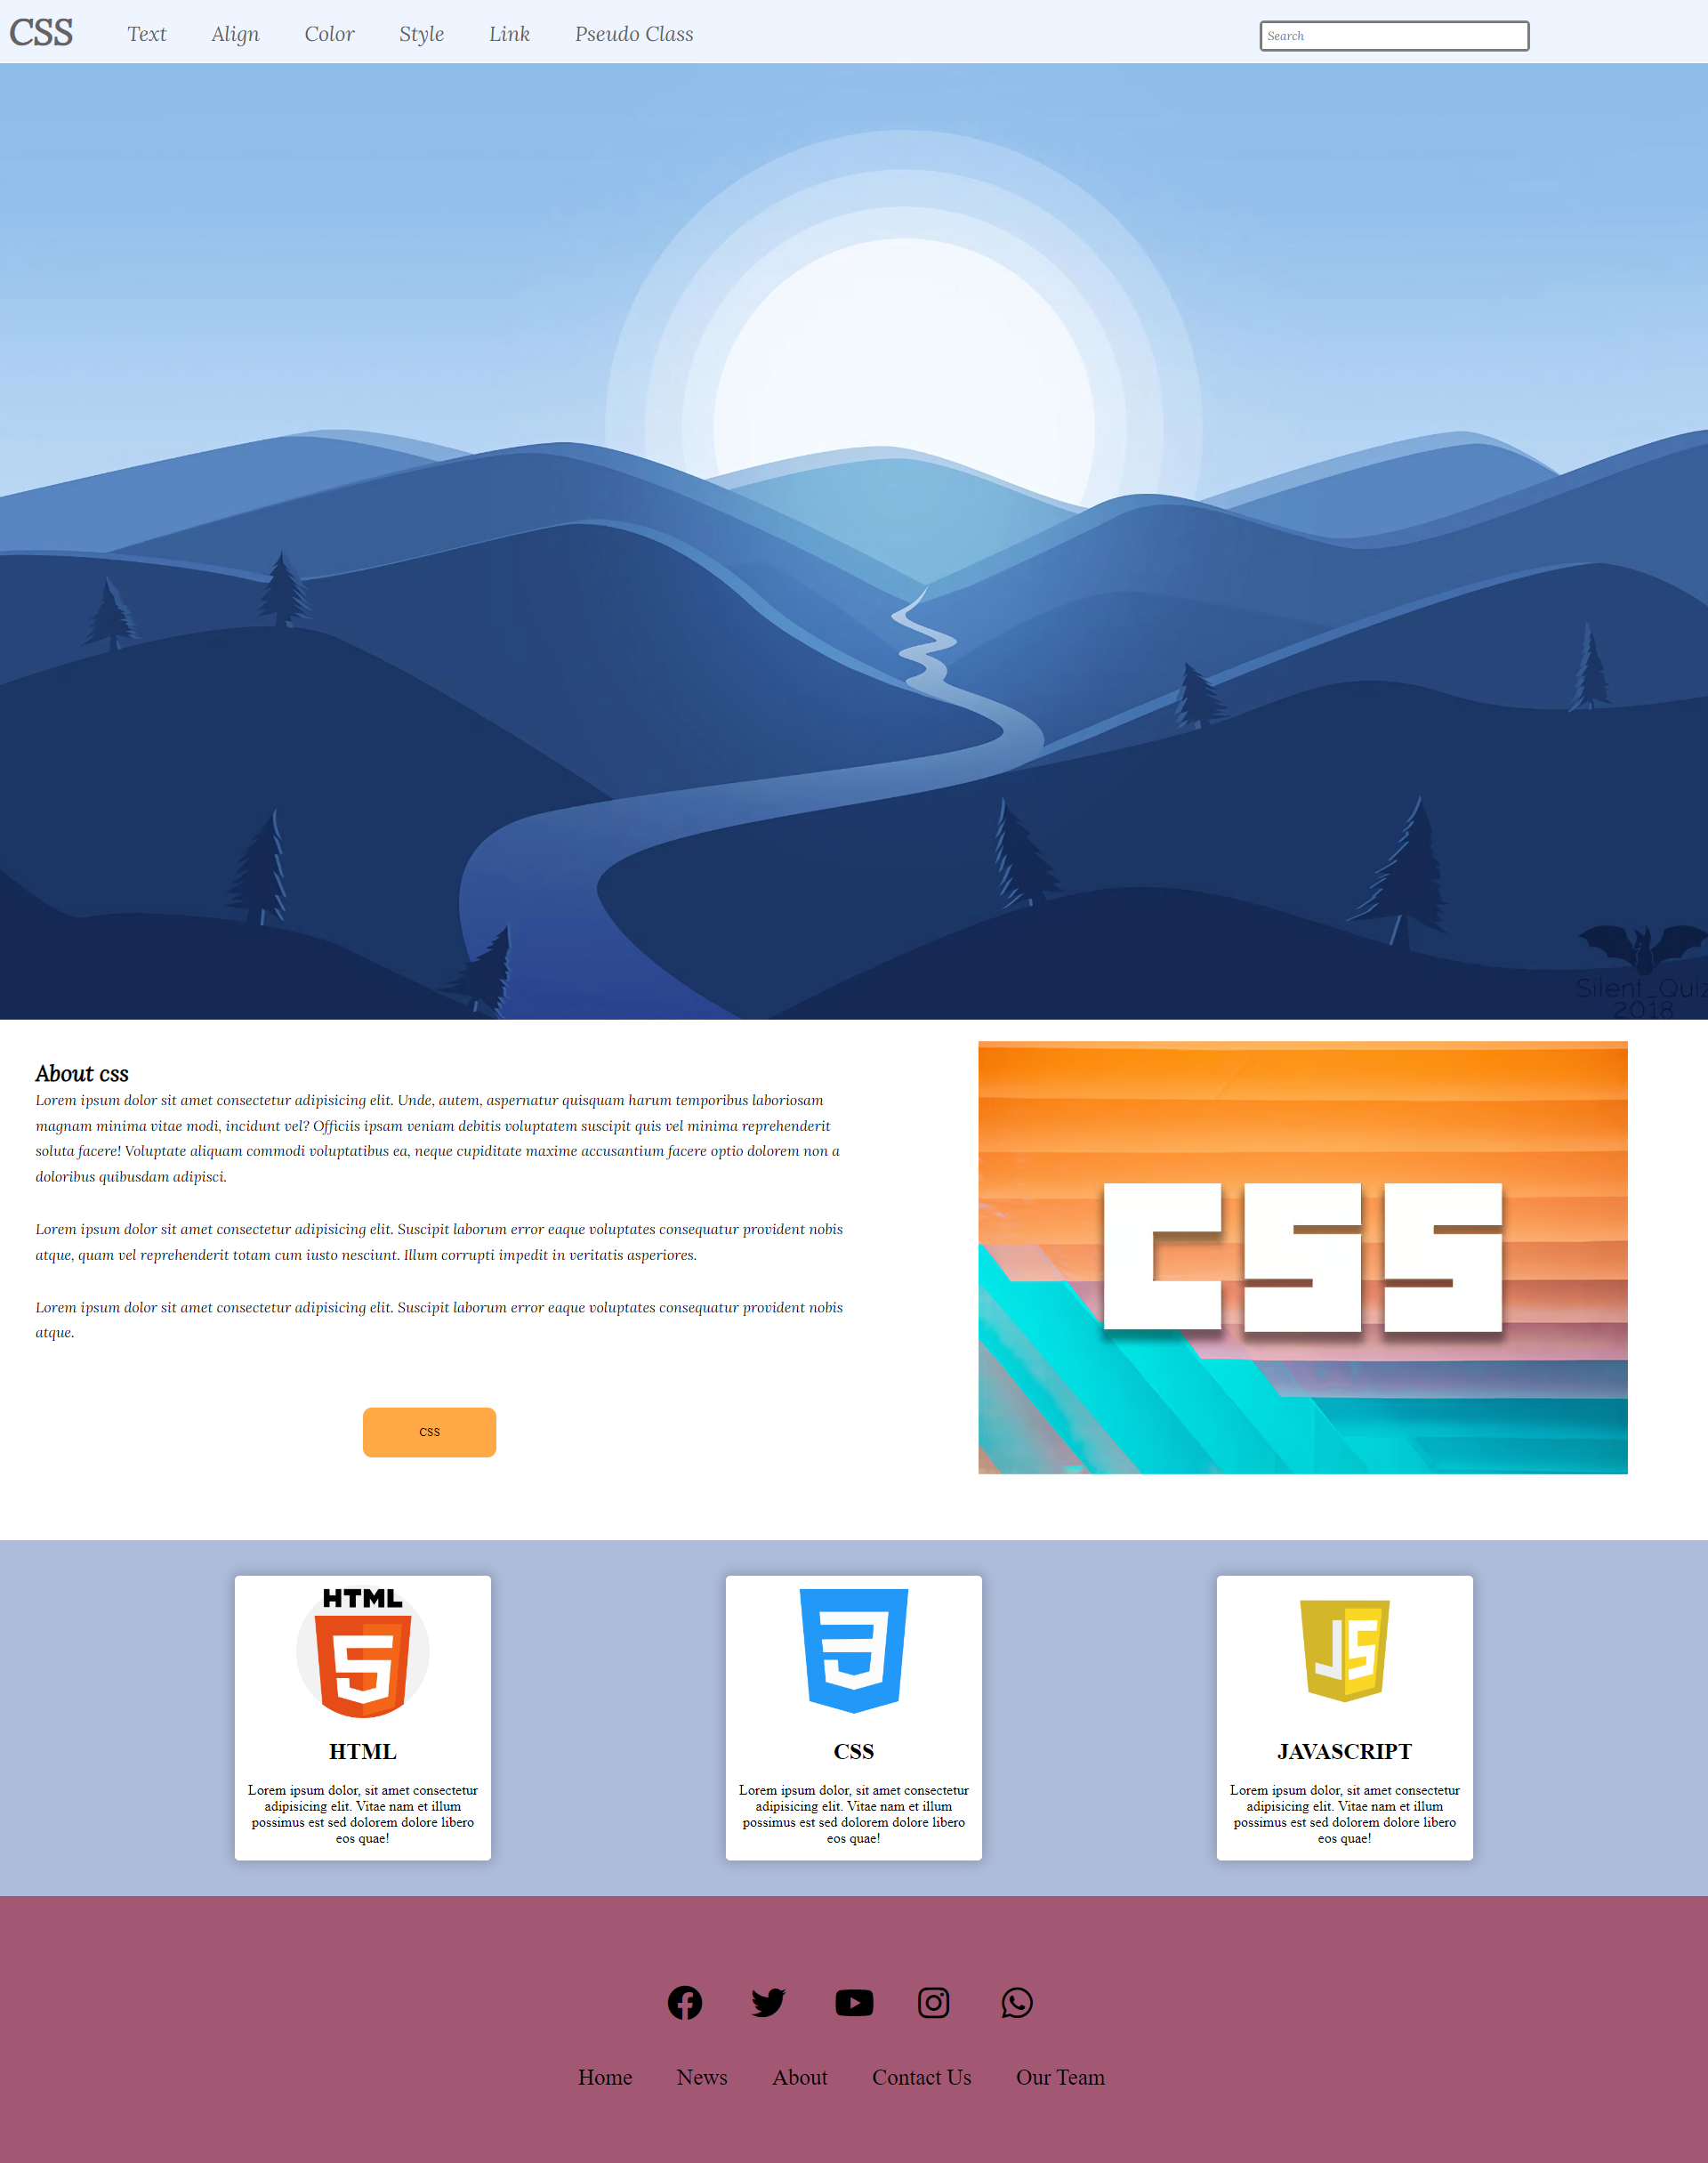 CSS Text Align Color Style Link Pseudo Class Search
Silent_Quiz
2018
About css
Lorem ipsum dolor sit amet consectetur adipisicing elit. Unde, autem, aspernatur quisquam harum temporibus laboriosam
magnam minima vitae modi, incidunt vel? Officiis ipsam veniam debitis voluptatem suscipit quis vel minima reprehenderit
soluta facere! Voluptate aliquam commodi voluptatibus ea, neque cupiditate maxime accusantium facere optio dolorem non a
doloribus quibusdam adipisci.
Lorem ipsum dolor sit amet consectetur adipisicing elit. Suscipit laborum error eaque voluptates consequatur provident nobis
atque, quam vel reprehenderit totam cum iusto nesciunt. Illum corrupti impedit in veritatis asperiores.
Lorem ipsum dolor sit amet consectetur adipisicing elit. Suscipit laborum error eaque voluptates consequatur provident nobis
atque.
CSS
CSS
HTML
5
HTML
Lorem ipsum dolor, sit amet consectetur
adipisicing elit. Vitae nam et illum
possimus est sed dolorem dolore libero
eos quae!
3
CSS
Lorem ipsum dolor, sit amet consectetur
adipisicing elit. Vitae nam et illum
possimus est sed dolorem dolore libero
eos quae!
JS
JAVASCRIPT
Lorem ipsum dolor, sit amet consectetur
adipisicing elit. Vitae nam et illum
possimus est sed dolorem dolore libero
eos quae!
Home News About Contact Us Our Team